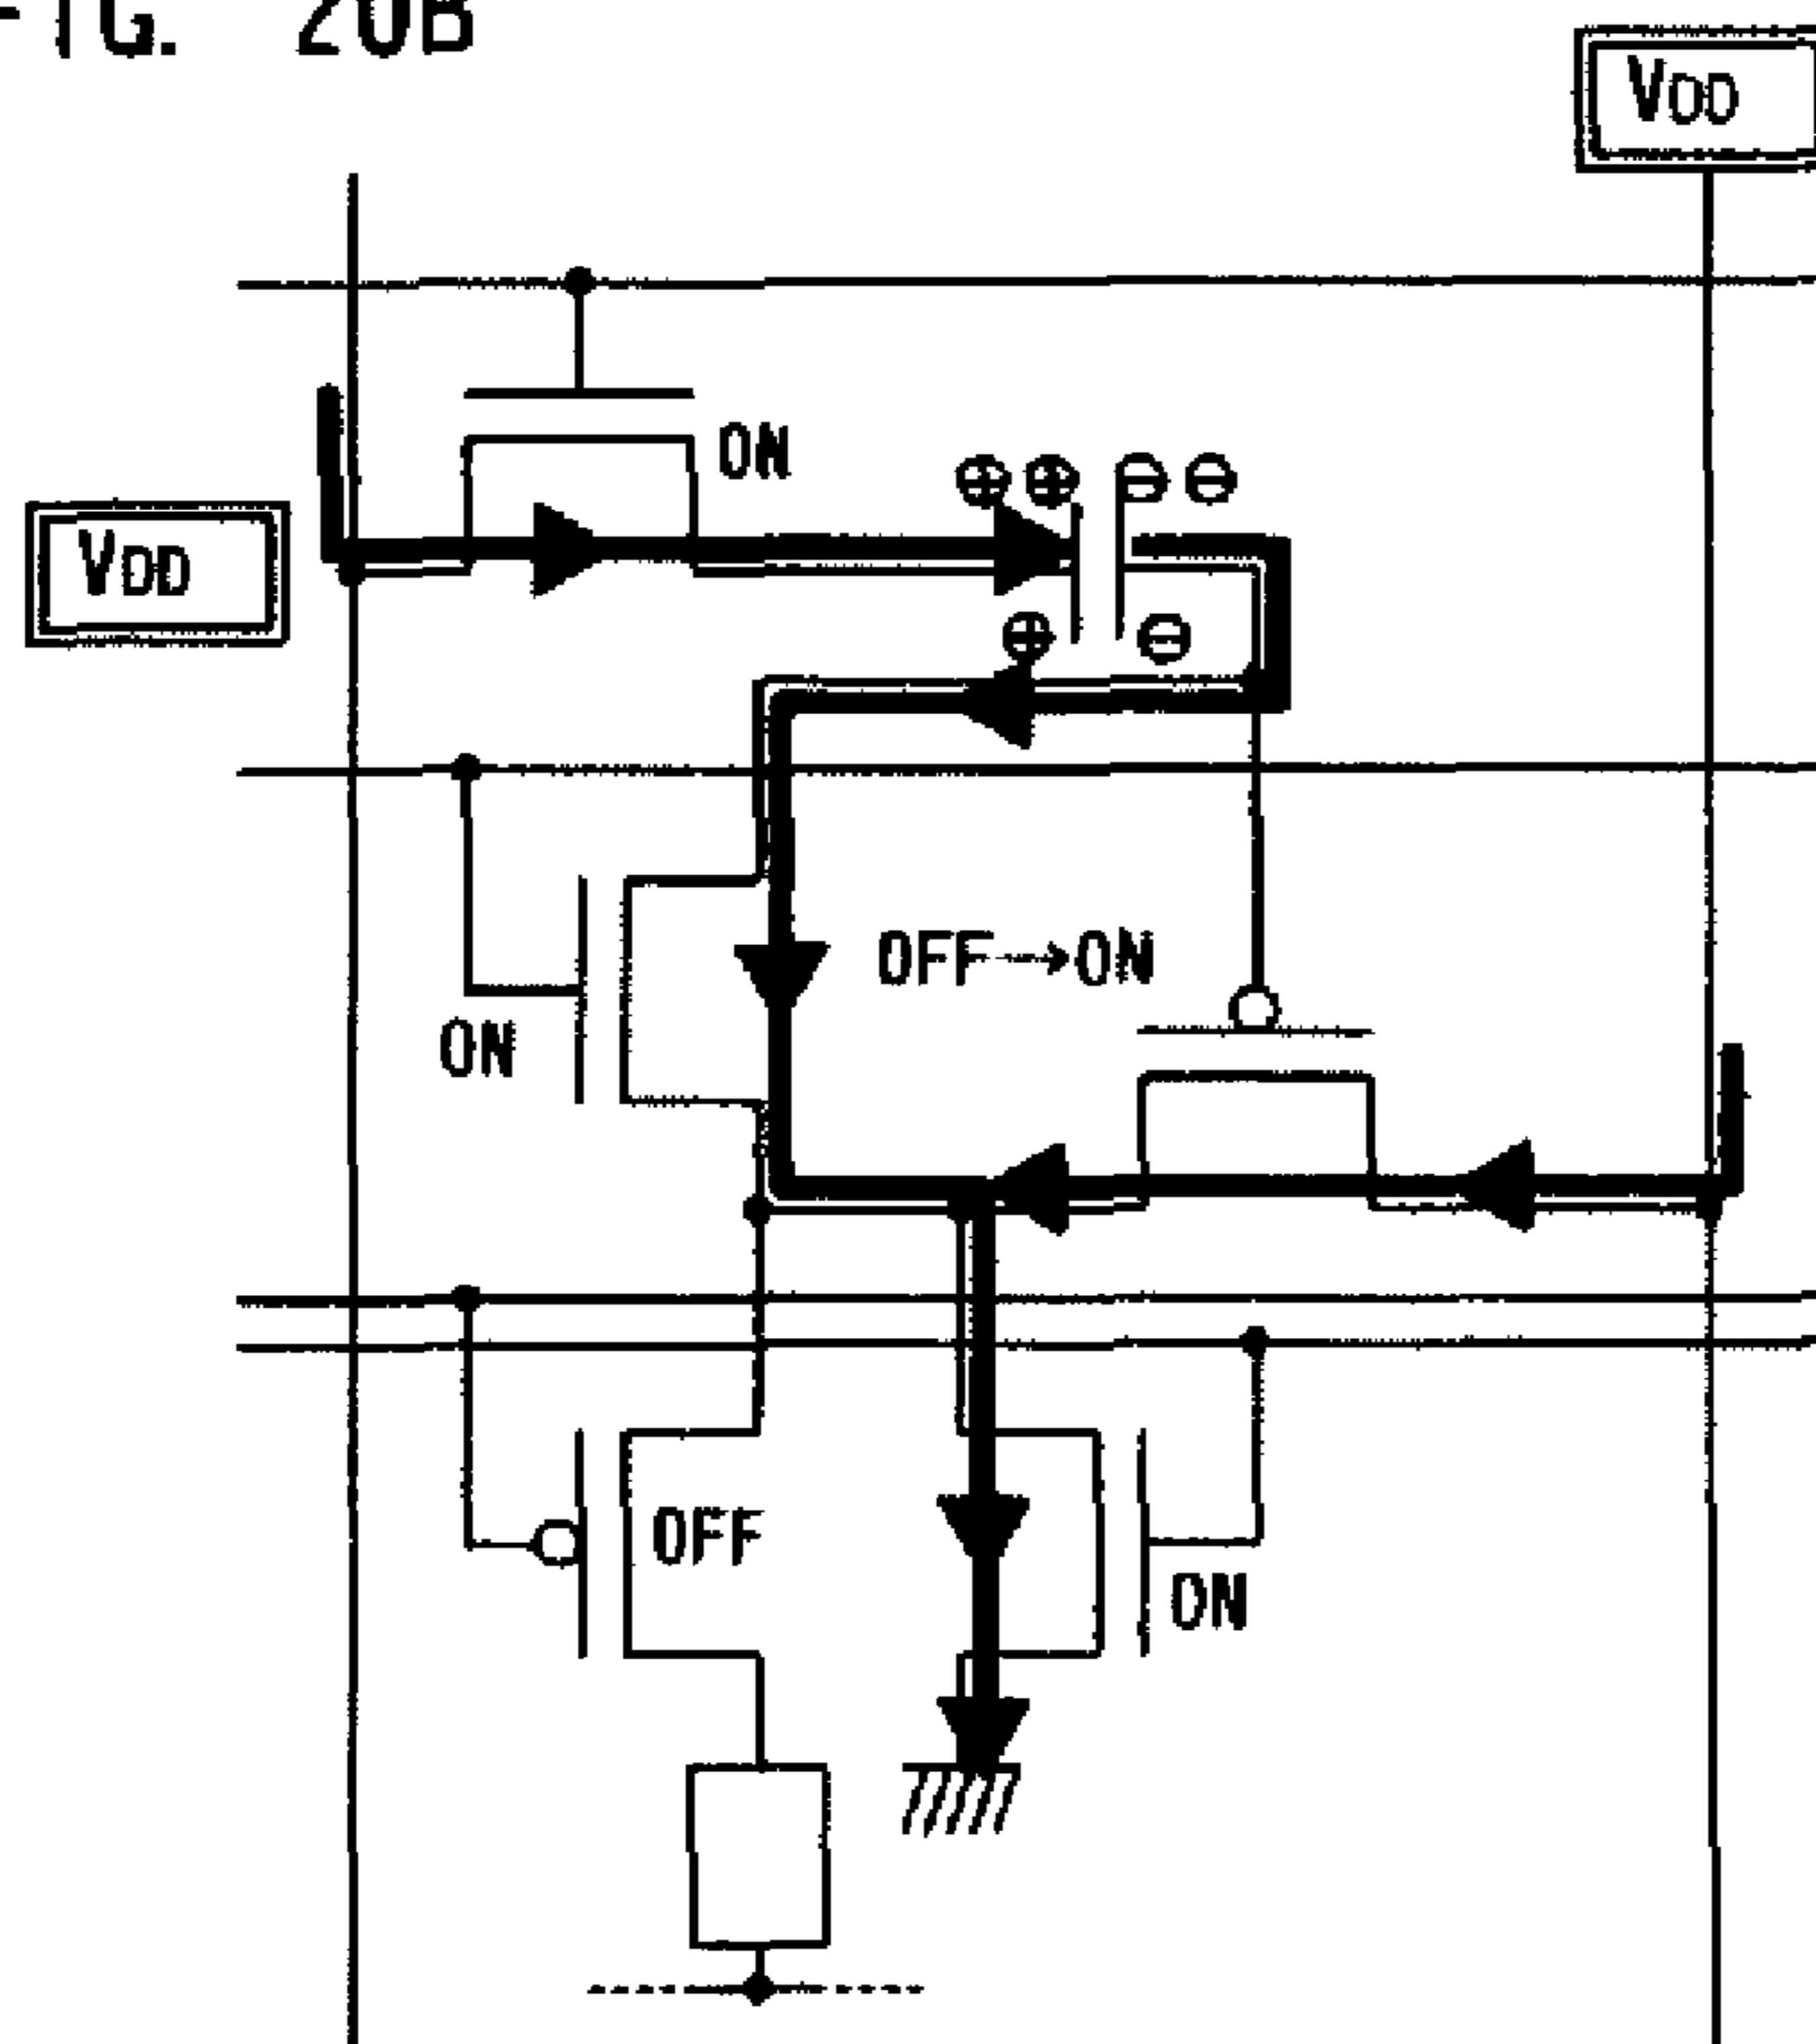 FIG. 20B
VDD
ON
⊕⊕ ⊖⊖
VDD
⊕ ⊖
OFF→ON
ON
OFF
ON